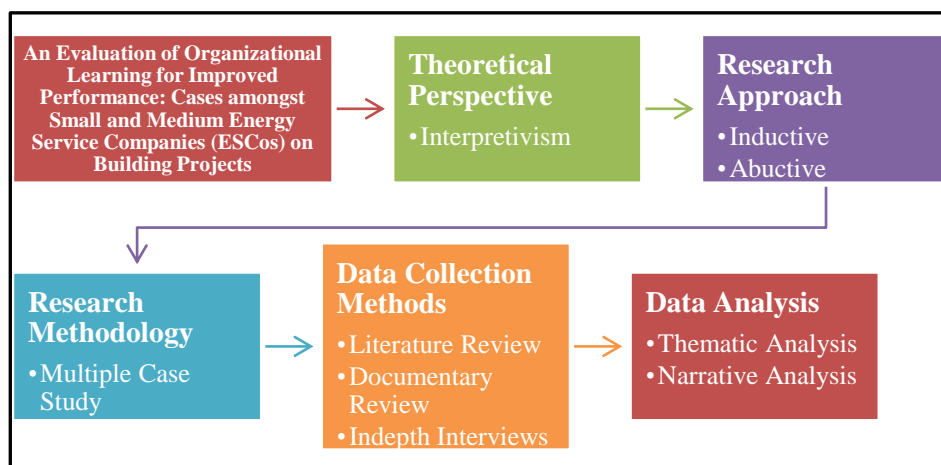 An Evaluation of Organizational
Learning for Improved
Performance: Cases amongst
Small and Medium Energy
Service Companies (ESCos) on
Building Projects
Theoretical
Perspective
•Interpretivism
Research
Approach
•Inductive
•Abuctive
Research
Methodology
•Multiple Case
Study
Data Collection
Methods
•Literature Review
•Documentary
Review
•Indepth Interviews
Data Analysis
•Thematic Analysis
•Narrative Analysis